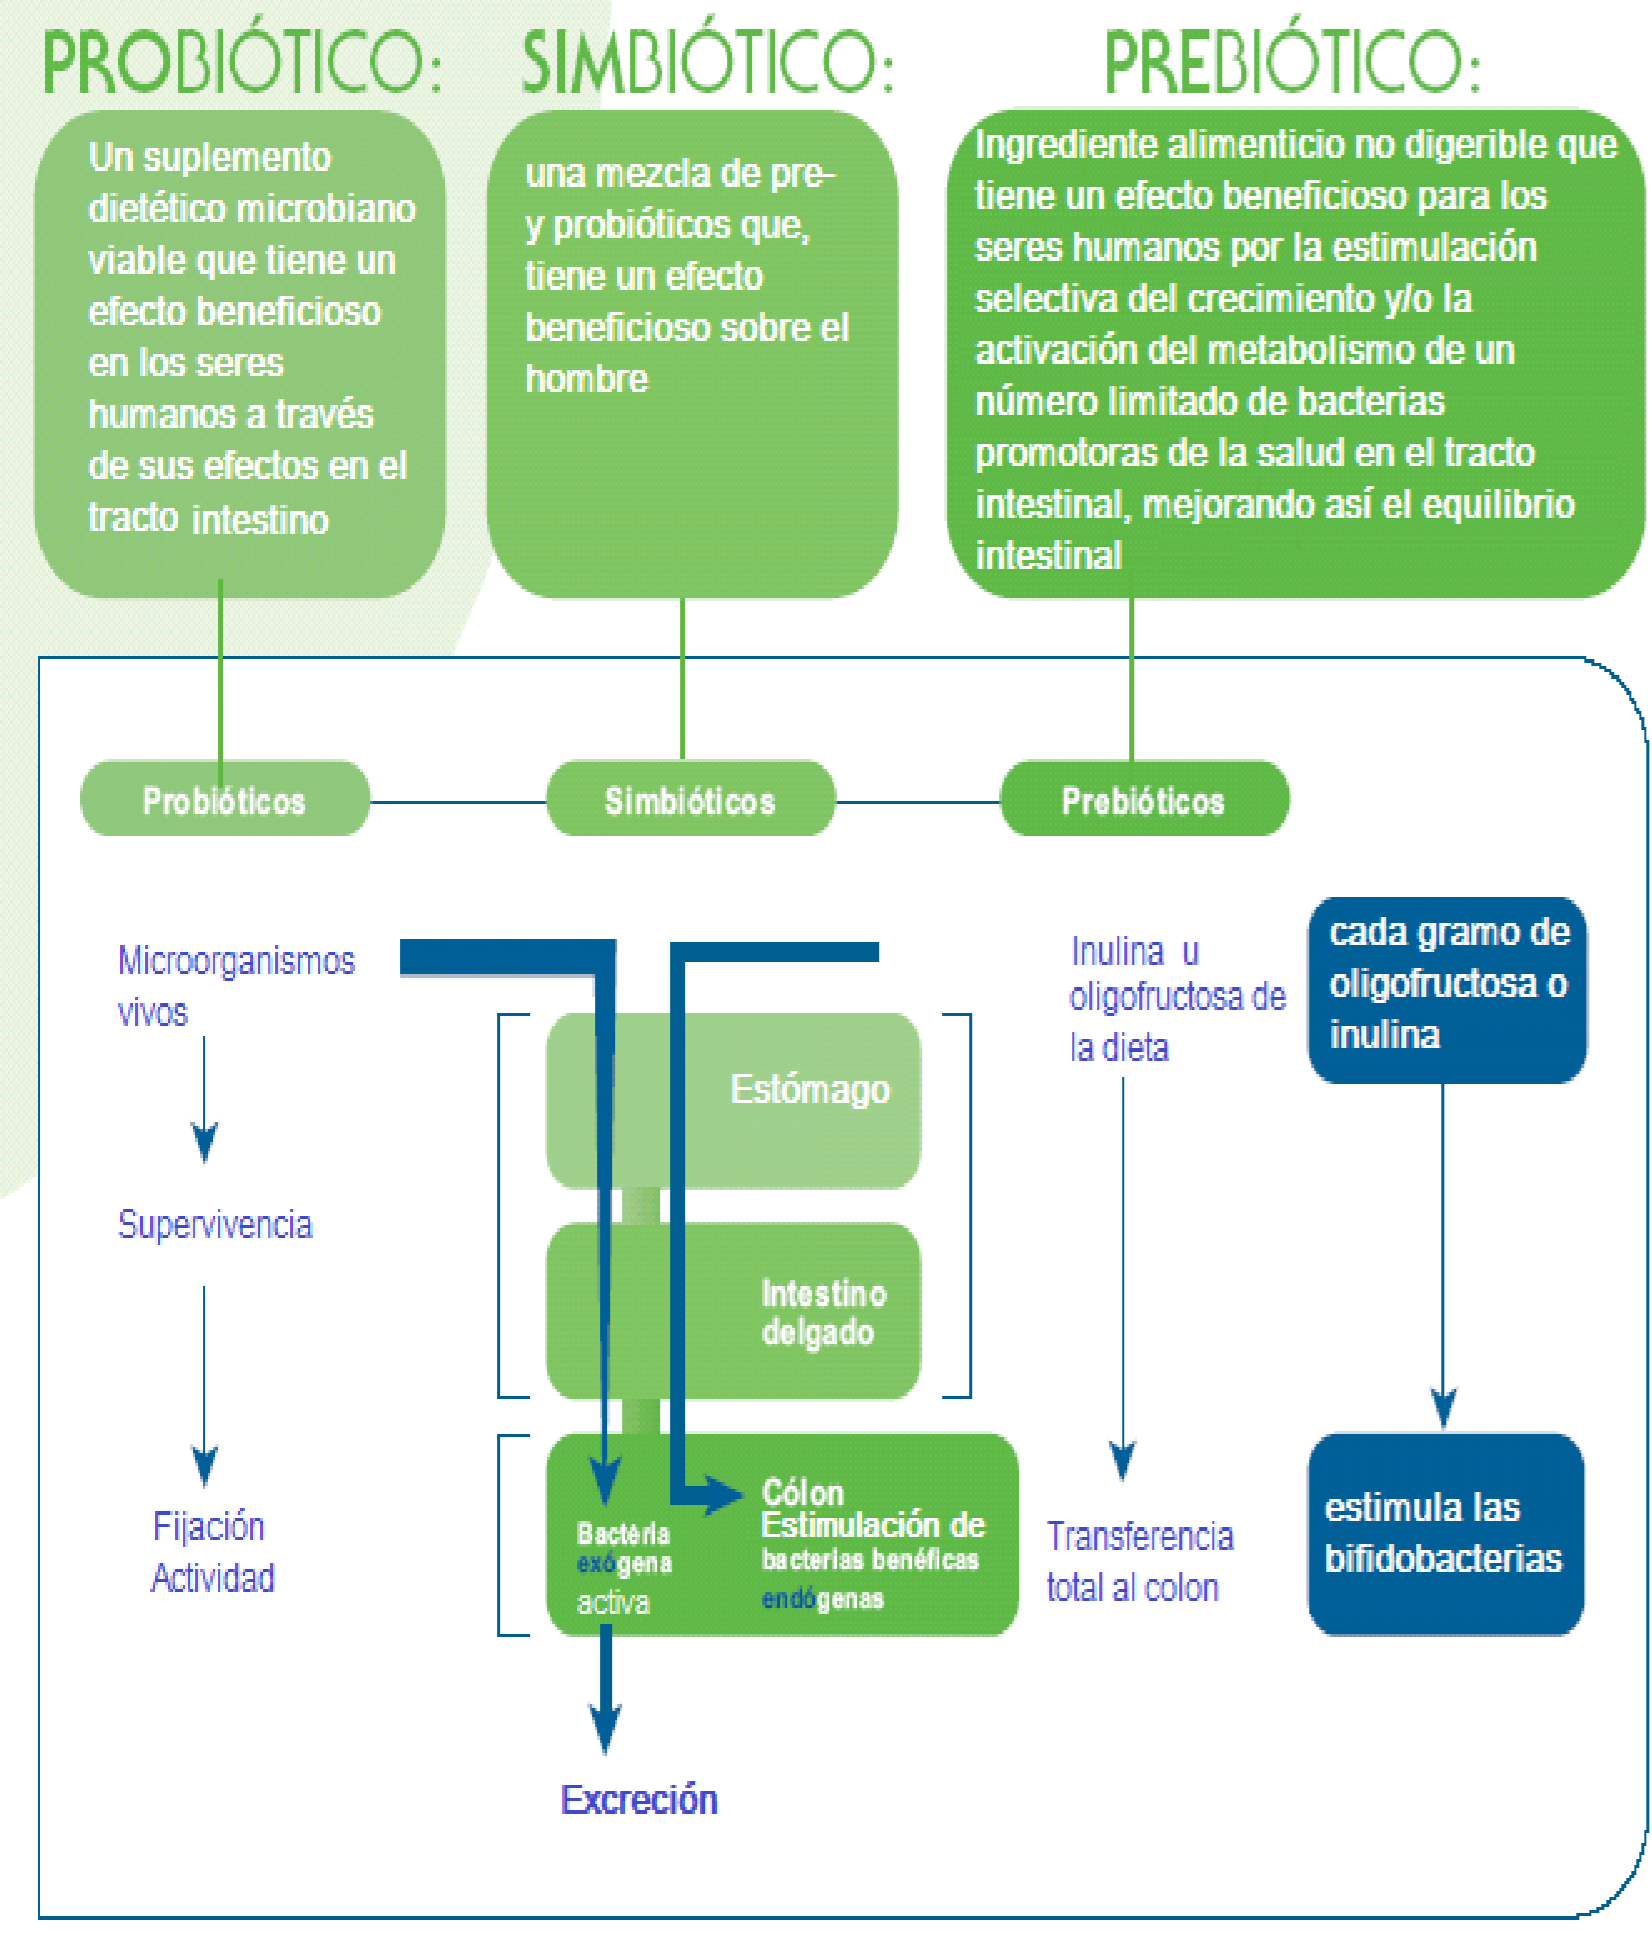 PROBIÓTICO:
Un suplemento
dietético microbiano
viable que tiene un
efecto beneficioso
en los seres
humanos a través
de sus efectos en el
tracto intestino
SIMBIÓTICO:
una mezcla de pre-
y probióticos que,
tiene un efecto
beneficioso sobre el
hombre
PREBIÓTICO:
Ingrediente alimenticio no digerible que
tiene un efecto beneficioso para los
seres humanos por la estimulación
selectiva del crecimiento y/o la
activación del metabolismo de un
número limitado de bacterias
promotoras de la salud en el tracto
intestinal, mejorando así el equilibrio
intestinal
Probióticos
Simbióticos
Prebióticos
Microorganismos
vivos
Supervivencia
Fijación
Actividad
Estómago
Intestino
delgado
Bactéria
exógena
activa
Cólon
Estimulación de
bacterias benéficas
endógenas
Excreción
Inulina u
oligofructosa de
la dieta
Transferencia
total al colon
cada gramo de
oligofructosa o
inulina
estimula las
bifidobacterias